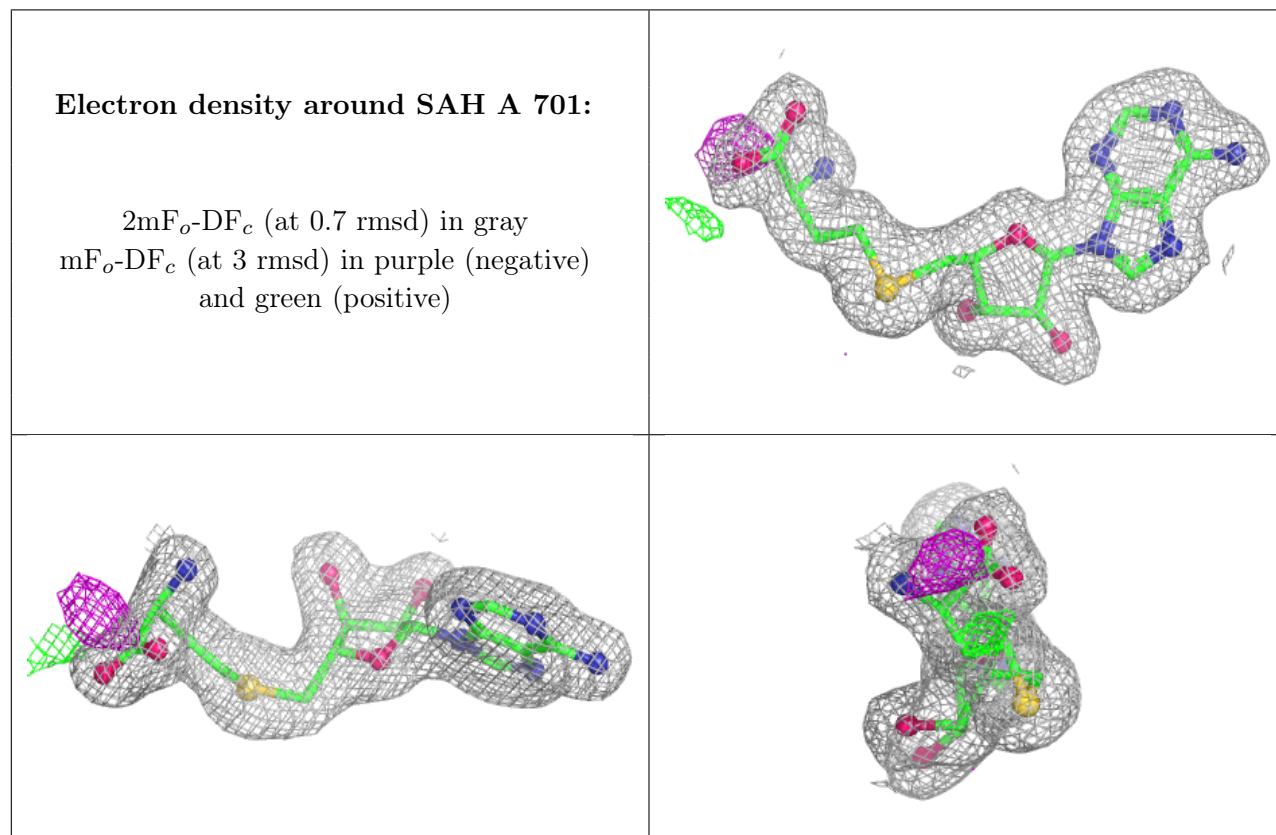 Electron density around SAH A 701:
2mFo-DFc (at 0.7 rmsd) in gray
mFo-DFc (at 3 rmsd) in purple (negative)
and green (positive)